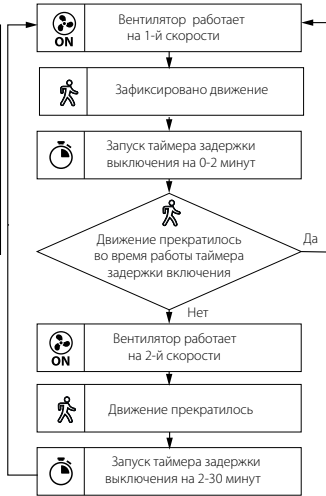 Вентилятор работает
на 1-й скорости
ON
Зафиксировано движение
Запуск таймера задержки
выключения на 0-2 минут
Движение прекратилось
во время работы таймера
задержки включения
Да
Нет
Вентилятор работает
на 2-й скорости
ON
Движение прекратилось
Запуск таймера задержки
выключения на 2-30 минут